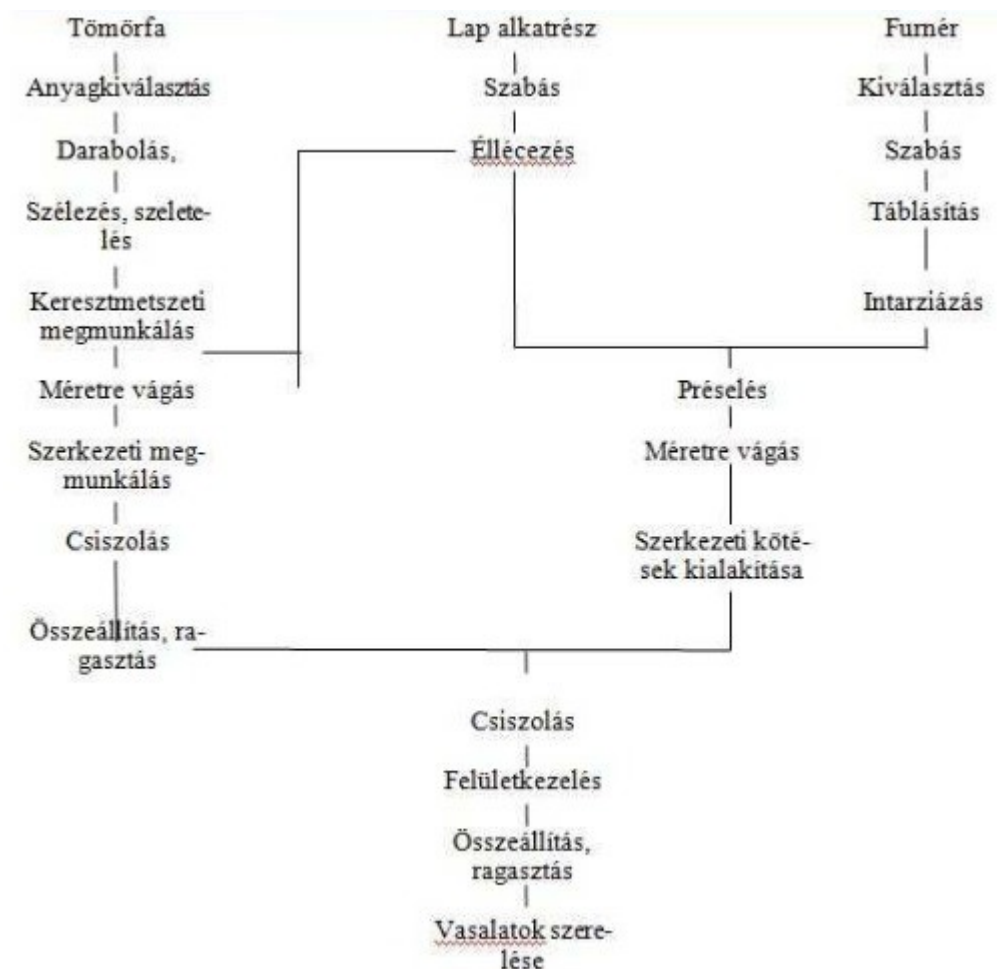 Tömörfa
Anyagkiválasztás
Darabolás,
Szélezés, szelete-
lés
Keresztmetszeti
megmunkálás
Méretre vágás
Szerkezeti meg-
munkálás
Csiszolás
Összeállítás, ra-
gasztás
Lap alkatrész
Szabás
Éllécezés
Furnér
Kiválasztás
Szabás
Táblásítás
Intarziázás
Préselés
Méretre vágás
Szerkezeti köté-
sek kialakítása
Csiszolás
Felületkezelés
Összeállítás,
ragasztás
Vasalatok szere-
lése